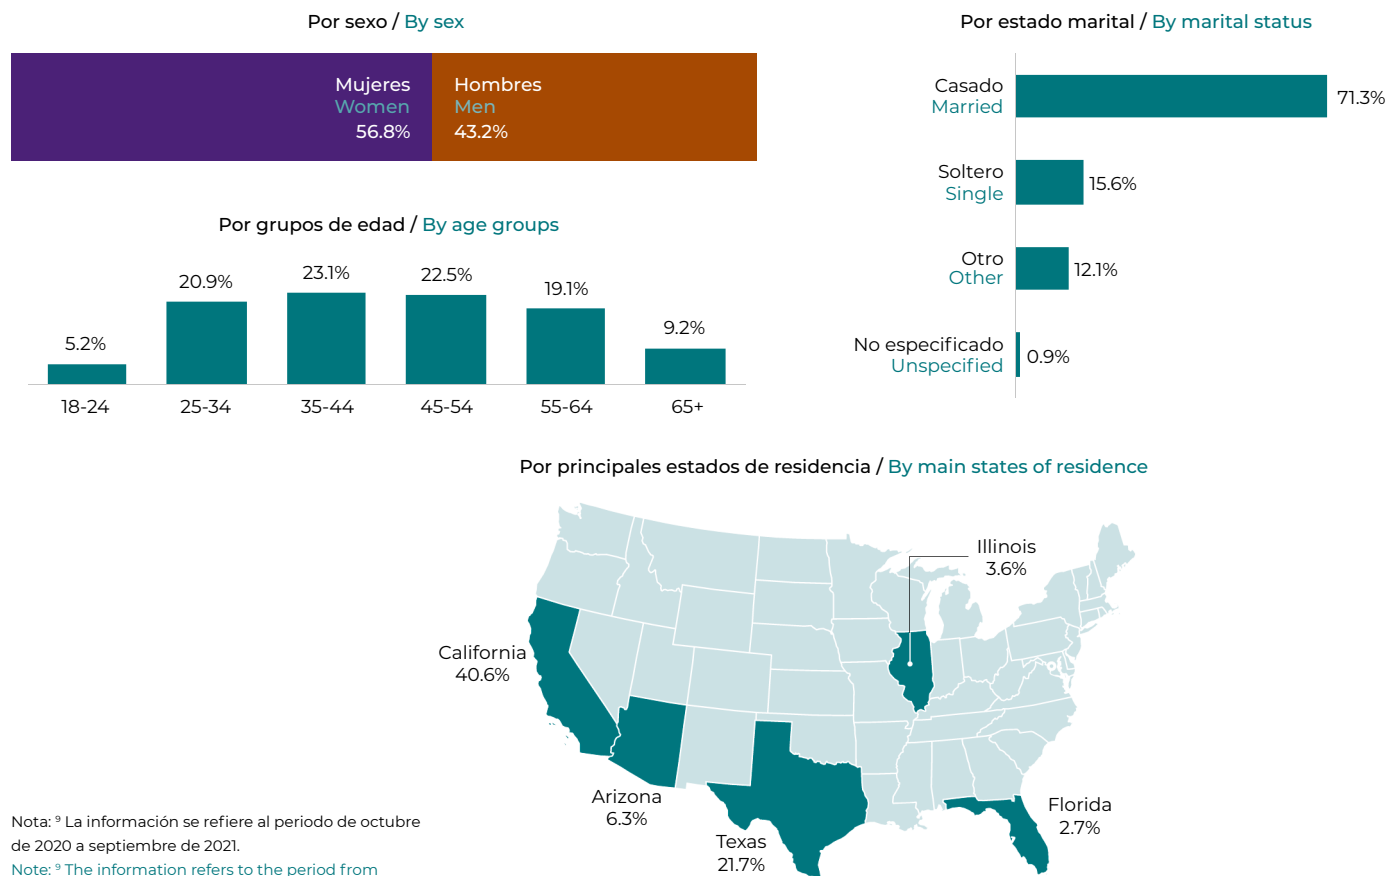 Por sexo / By sex
Mujeres
Women
56.8%
Hombres
Men
43.2%
Por estado marital / By marital status
Casado
Married
71.3%
Soltero
Single
15.6%
Otro
Other
12.1%
No especificado
Unspecified
0.9%
Por grupos de edad / By age groups
5.2%
20.9%
23.1%
22.5%
19.1%
9.2%
18-24
25-34
35-44
45-54
55-64
65+
Por principales estados de residencia / By main states of residence
Illinois
3.6%
California
40.6%
Arizona
6.3%
Texas
21.7%
Florida
2.7%
Nota: ⁹ La información se refiere al periodo de octubre
de 2020 a septiembre de 2021.
Note: ⁹ The information refers to the period from